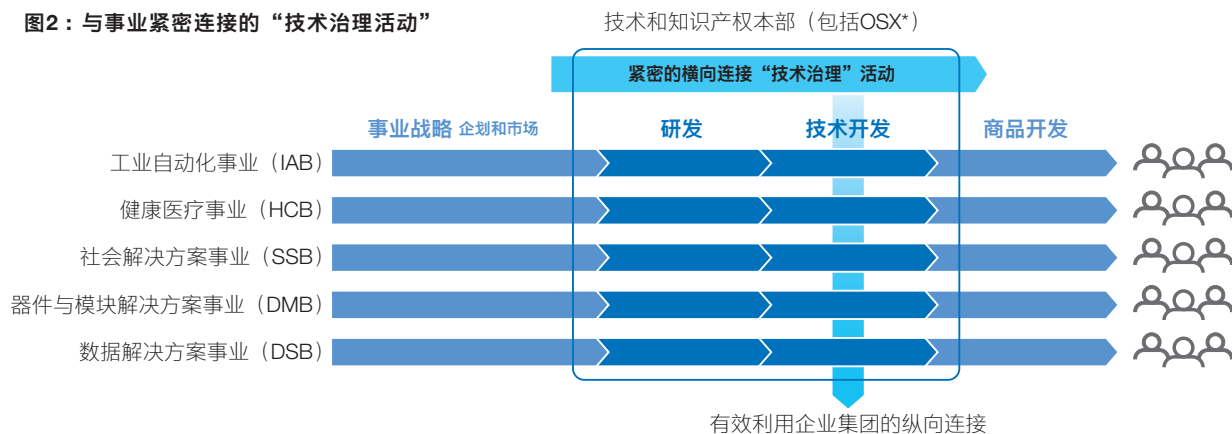 图2：与事业紧密连接的“技术治理活动”
技术和知识产权本部（包括OSX*）
紧密的横向连接“技术治理”活动
事业战略 企划和市场 研发 技术开发 商品开发
工业自动化事业（IAB）
健康医疗事业（HCB）
社会解决方案事业（SSB）
器件与模块解决方案事业（DMB）
数据解决方案事业（DSB）
有效利用企业集团的纵向连接